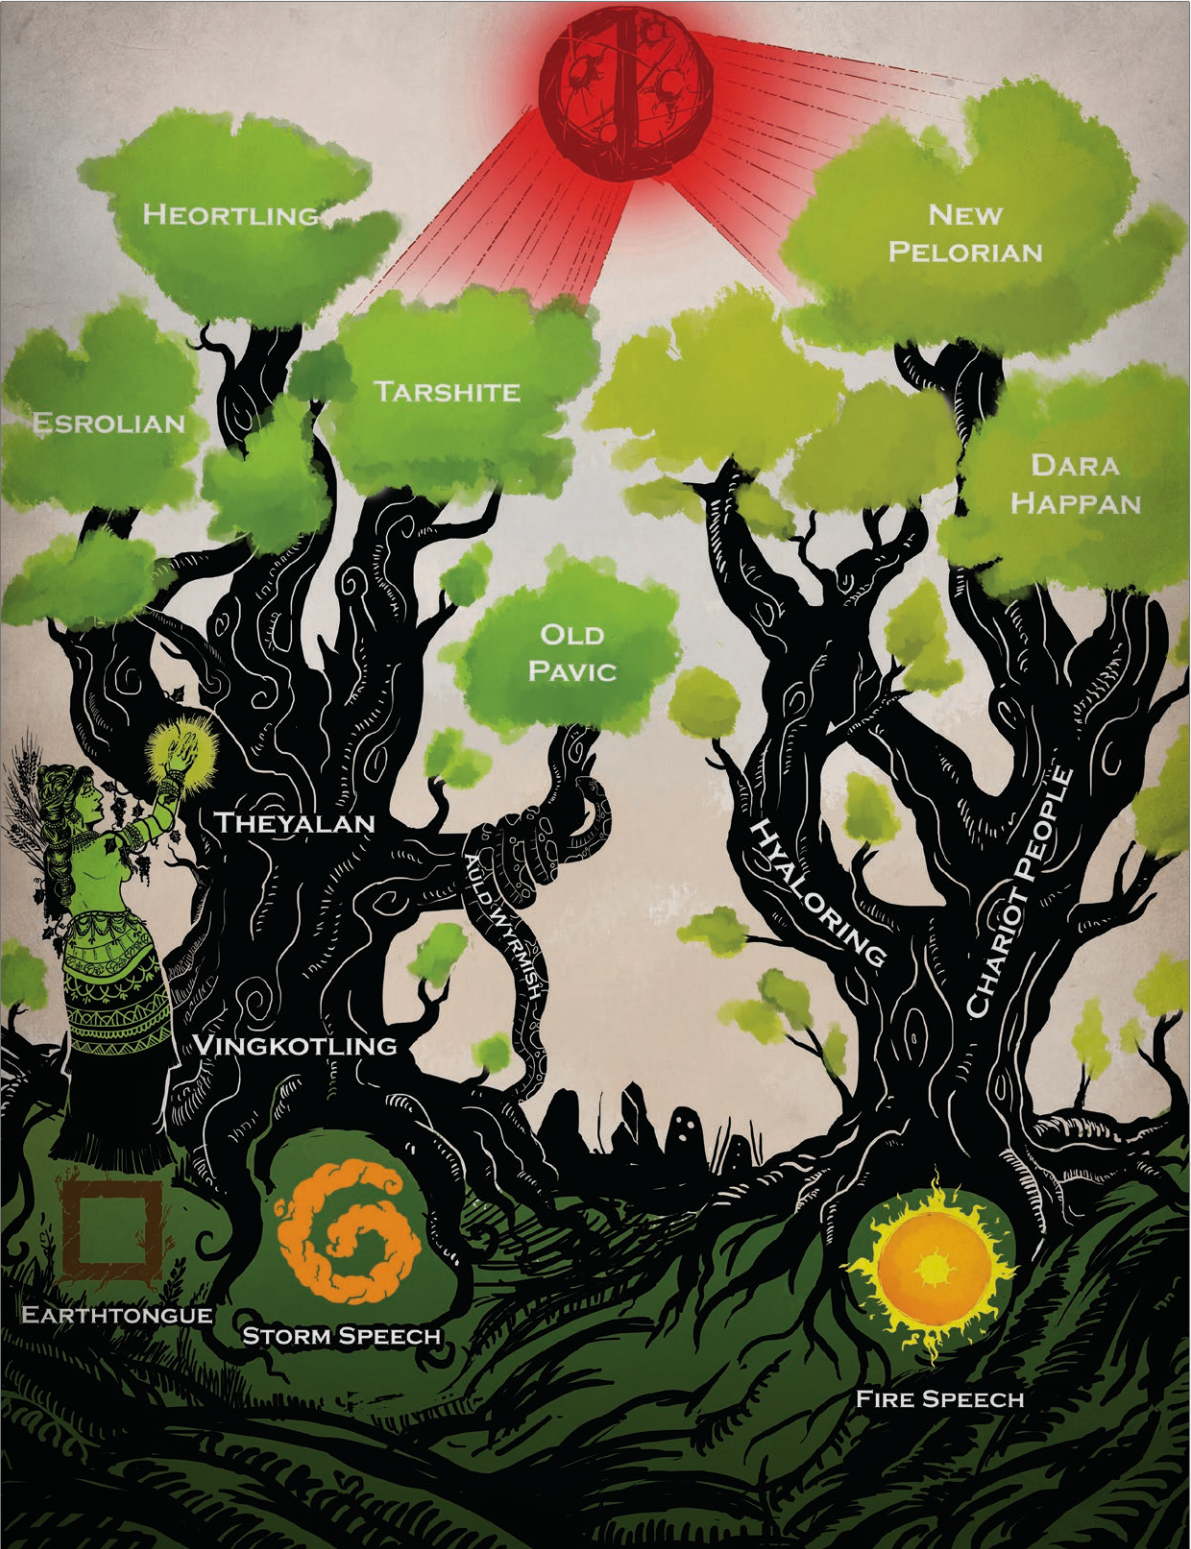 HEORTLING
NEW
PELORIAN
ESROLIAN
TARSHITE
DARA
HAPPAN
OLD
PAVIC
THEYALAN
AULD WYRMISH
HYALORING
CHARIOT PEOPLE
VINGKOTLING
EARTHTONGUE
STORM SPEECH
FIRE SPEECH